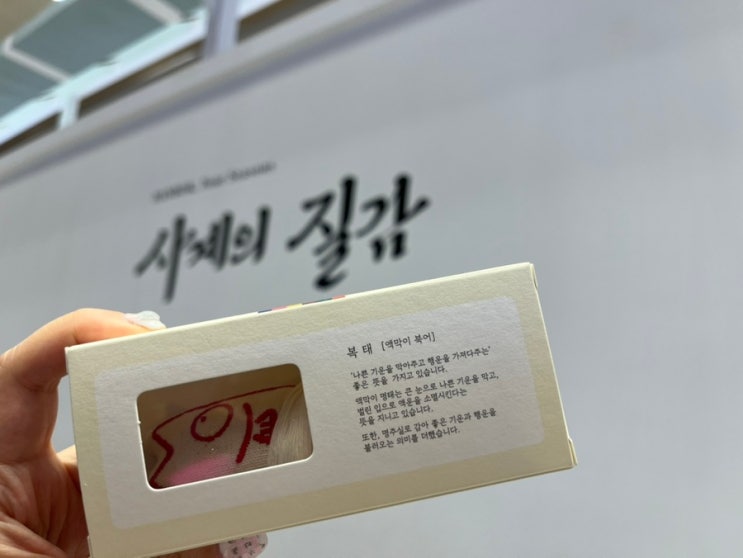 사계의 질감
복 태 [액막이 북어]
'나쁜 기운을 막아주고 행운을 가져다주는'
좋은 뜻을 가지고 있습니다.
액막이 명태는 큰 눈으로 나쁜 기운을 막고,
벌린 입으로 액운을 소멸시킨다는
뜻을 지니고 있습니다.
또한, 명주실로 감아 좋은 기운과 행운을
불러오는 의미를 더했습니다.